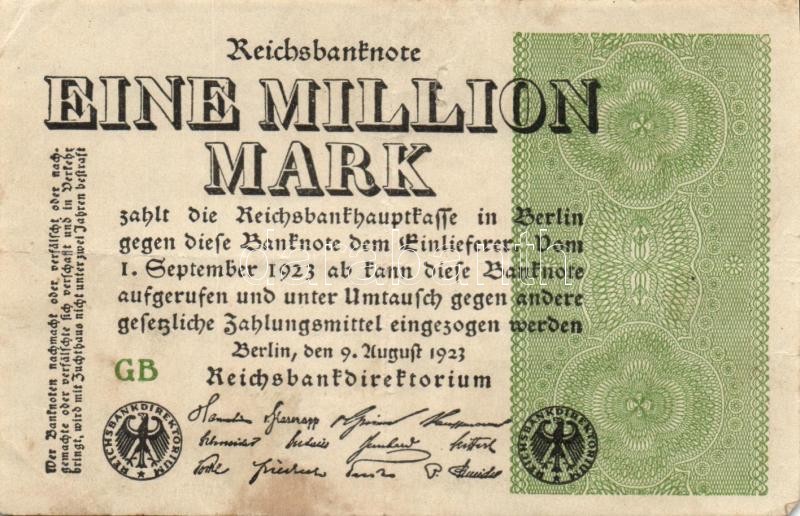 Reichsbanknote
EINE MILLION
MARK
zahlt die Reichsbankhauptkasse in Berlin
gegen diese Banknote dem Einlieferer. Vom
1. September 1923 ab kann diese Banknote
aufgerufen und unter Umtausch gegen andere
gesetzliche Zahlungsmittel eingezogen werden
Berlin, den 9. August 1923
Reichsbankdirektorium
GB
Wer Banknoten nachmacht oder verfälscht oder nach-
gemachte oder verfälschte sich verschafft und in Verkehr
bringt, wird mit Zuchthaus nicht unter zwei Jahren bestraft
REICHSBANKDIREKTORIUM
REICHSBANKDIREKTORIUM